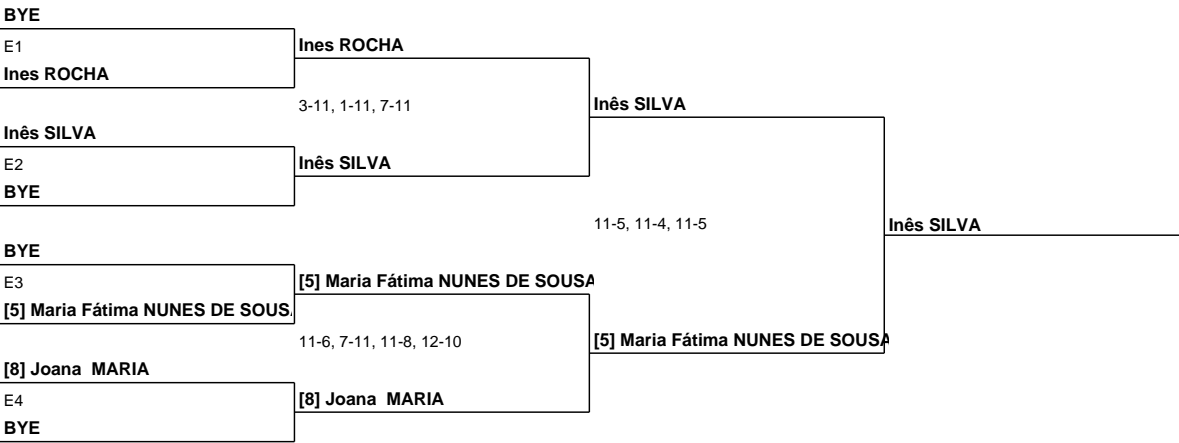 BYE
E1
Ines ROCHA
Ines ROCHA
3-11, 1-11, 7-11
Inês SILVA
Inês SILVA
E2
Inês SILVA
BYE
11-5, 11-4, 11-5
Inês SILVA
BYE
E3
[5] Maria Fátima NUNES DE SOUSA
[5] Maria Fátima NUNES DE SOUS
11-6, 7-11, 11-8, 12-10
[5] Maria Fátima NUNES DE SOUSA
[8] Joana MARIA
E4
[8] Joana MARIA
BYE